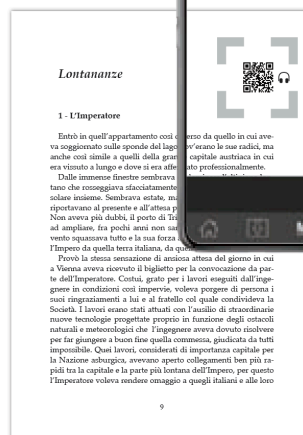 Lontananze
1 - L'Imperatore
Entrò in quell'appartamento così
erso da quello in cui ave-
va soggiornato sulle sponde del lago
v'erano le sue radici, ma
anche così simile a quelli della gran
capitale austriaca in cui
era vissuto a lungo e dove si era affe
ato professionalmente.
Dalle immense finestre sembrava
tano che rosseggiava sfacciatamente
solare insieme. Sembrava estate, ma
riportavano al presente e all'attesa p
Non aveva più dubbi, il porto di Tri
ad ampliare, fra pochi anni non sar
vento squassava tutto e la sua forza
l'Impero da quella terra italiana, da qu
Provò la stessa sensazione di ansiosa attesa del giorno in cui
a Vienna aveva ricevuto il biglietto per la convocazione da par-
te dell'Imperatore. Costui, grato per i lavori eseguiti dall'inge-
gnere in condizioni così impervie, voleva porgere di persona i
suoi ringraziamenti a lui e al fratello col quale condivideva la
Società. I lavori erano stati attuati con l'ausilio di straordinarie
nuove tecnologie progettate proprio in funzione degli ostacoli
naturali e meteorologici che l'ingegnere aveva dovuto risolvere
per far giungere a buon fine quella commessa, giudicata da tutti
impossibile. Quei lavori, considerati di importanza capitale per
la Nazione asburgica, avevano aperto collegamenti ben più ra-
pidi tra la capitale e la parte più lontana dell'Impero, per questo
l'Imperatore voleva rendere omaggio a quegli italiani e alle loro
9